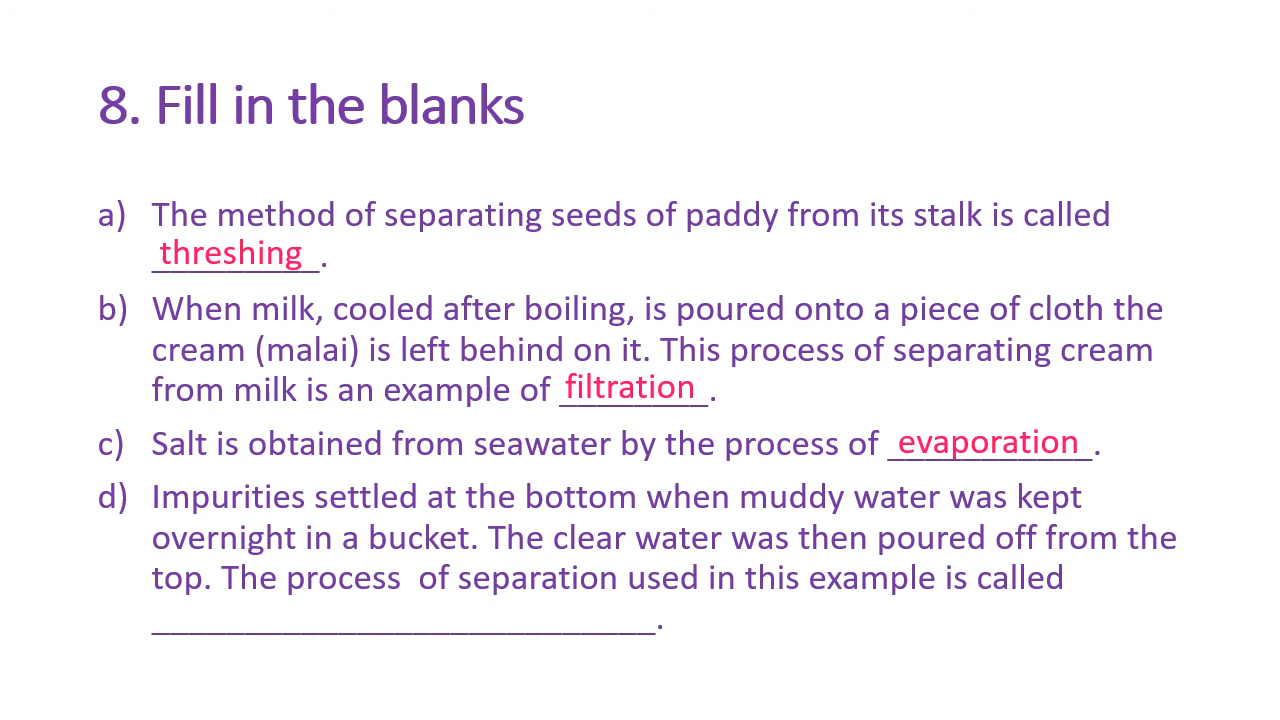 8. Fill in the blanks
a) The method of separating seeds of paddy from its stalk is called
threshing.
b) When milk, cooled after boiling, is poured onto a piece of cloth the
cream (malai) is left behind on it. This process of separating cream
from milk is an example of filtration.
c) Salt is obtained from seawater by the process of evaporation.
d) Impurities settled at the bottom when muddy water was kept
overnight in a bucket. The clear water was then poured off from the
top. The process  of separation used in this example is called
___________________________.